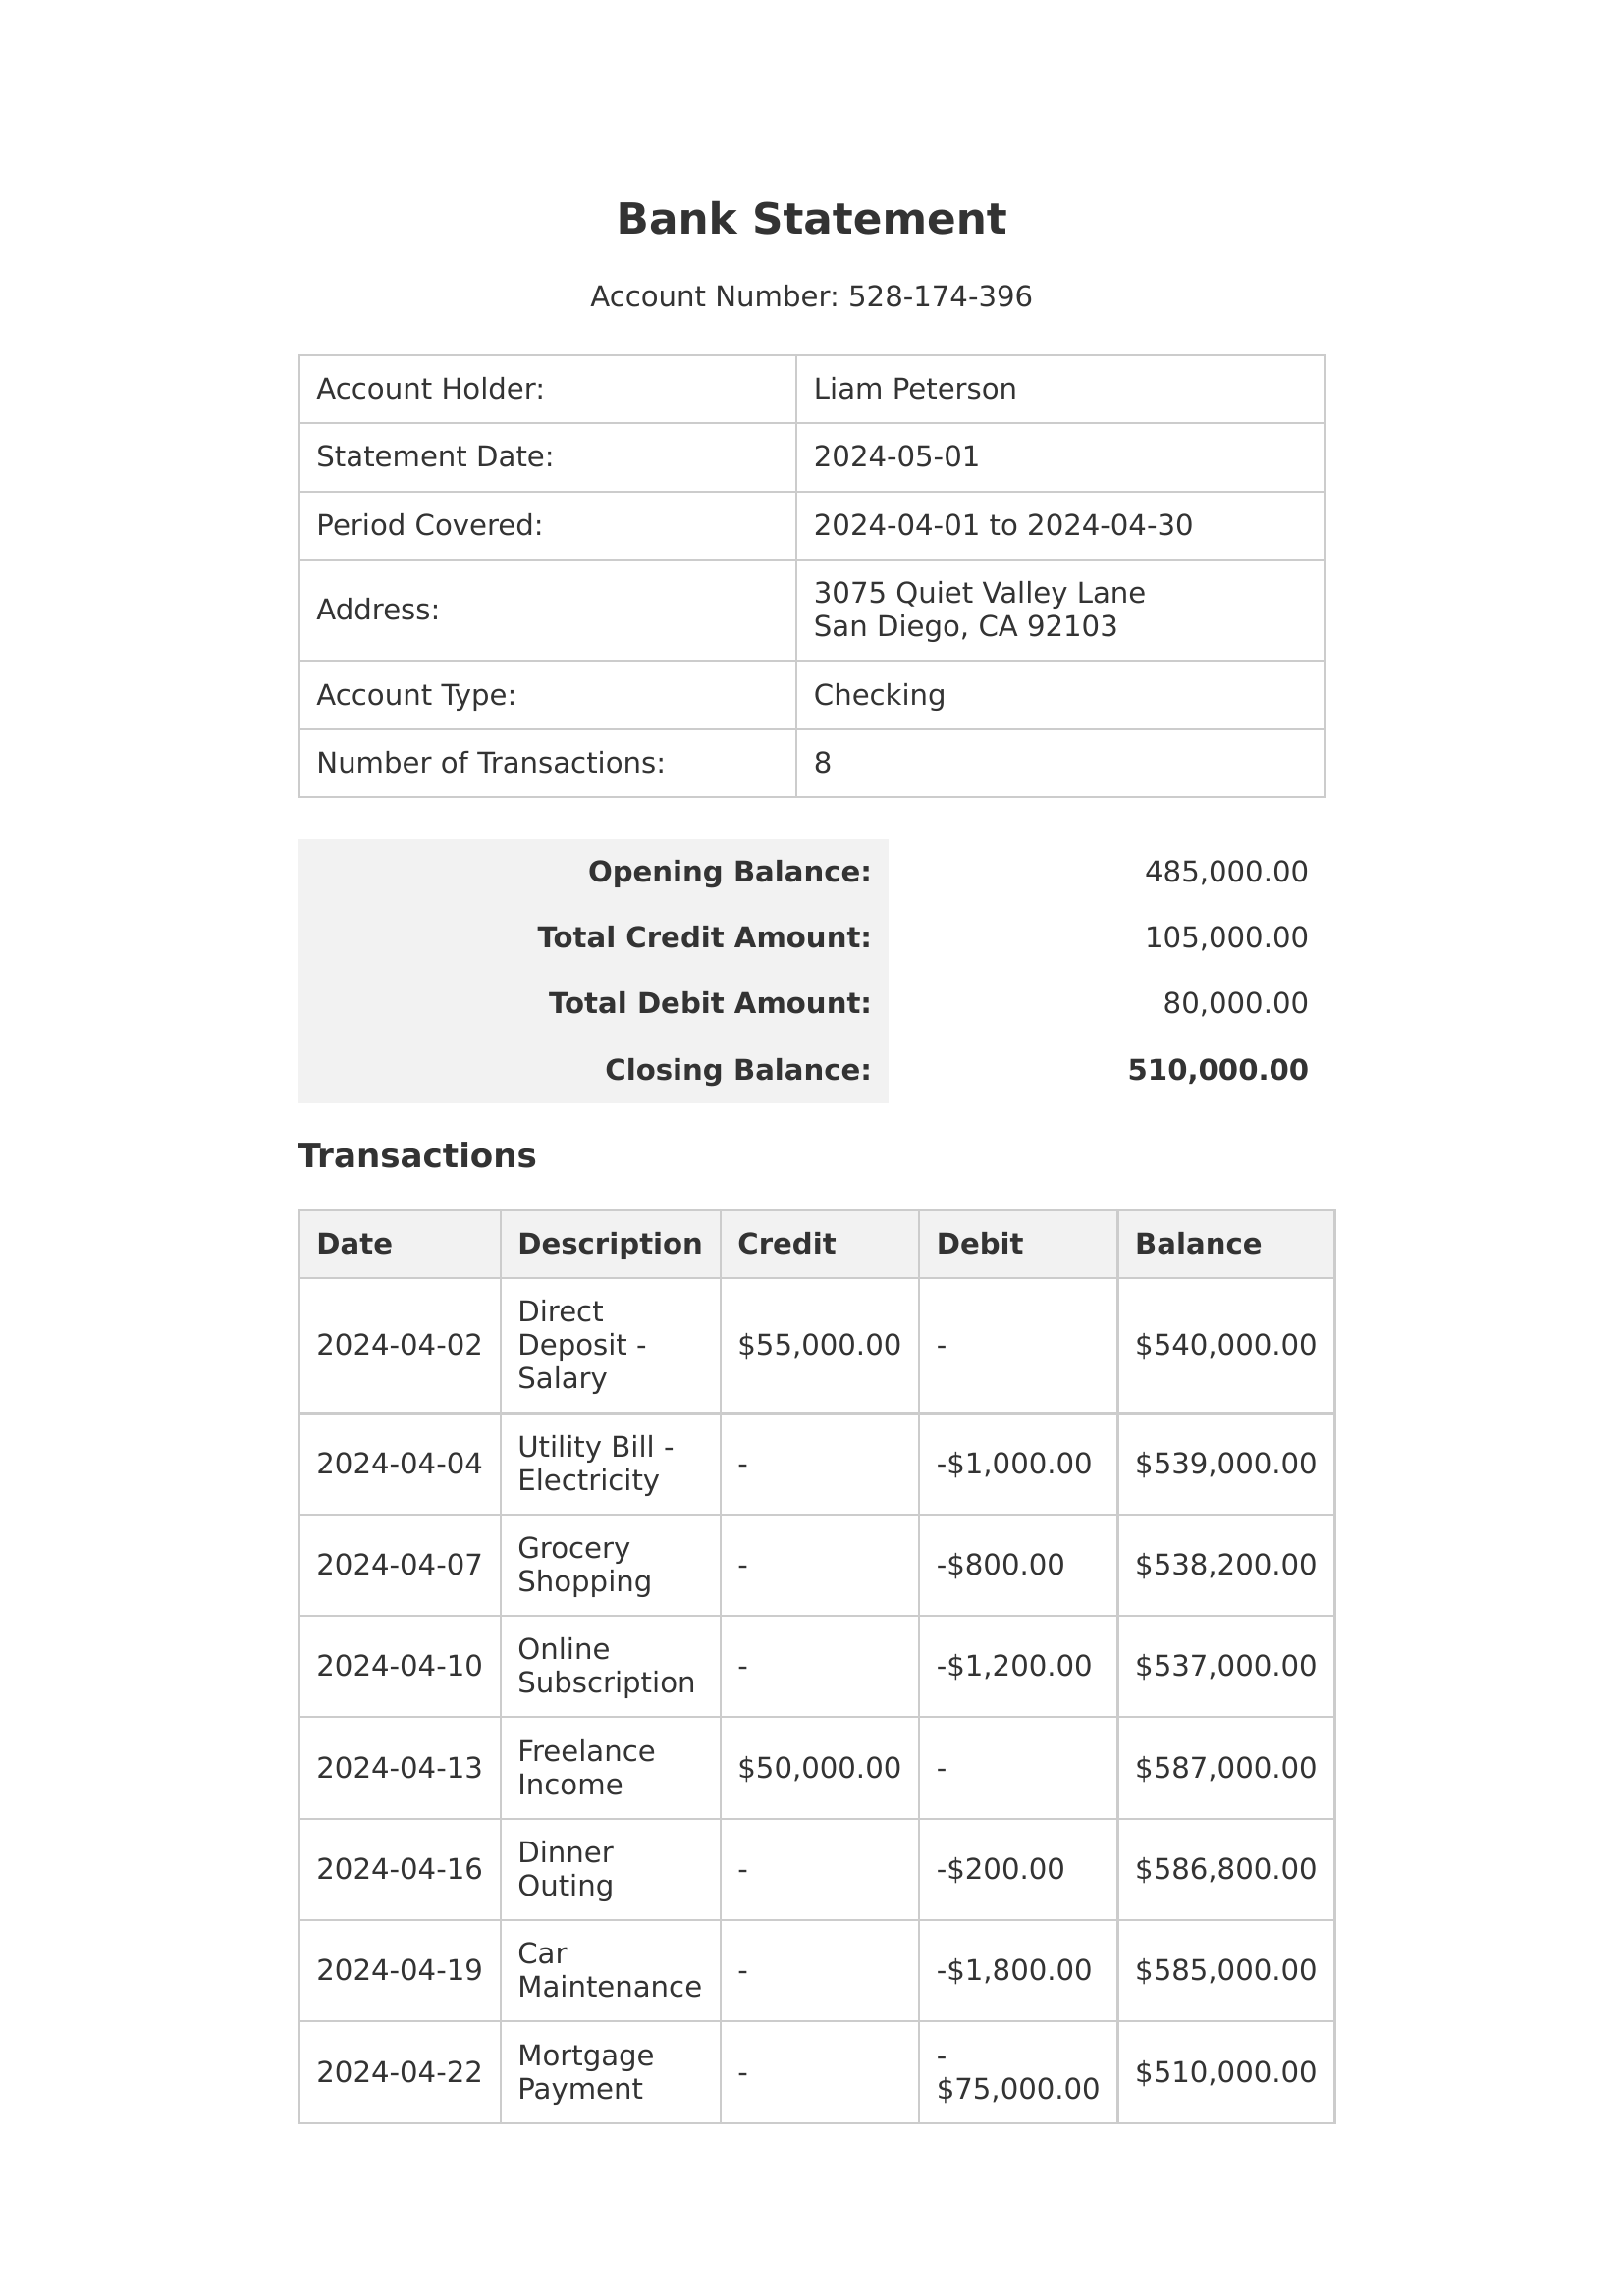 Bank Statement
Account Number: 528-174-396
Account Holder: Liam Peterson
Statement Date: 2024-05-01
Period Covered: 2024-04-01 to 2024-04-30
Address: 3075 Quiet Valley Lane
San Diego, CA 92103
Account Type: Checking
Number of Transactions: 8
Opening Balance: 485,000.00
Total Credit Amount: 105,000.00
Total Debit Amount: 80,000.00
Closing Balance: 510,000.00
Transactions
Date Description Credit Debit Balance
2024-04-02 Direct Deposit - Salary $55,000.00 - $540,000.00
2024-04-04 Utility Bill - Electricity - -$1,000.00 $539,000.00
2024-04-07 Grocery Shopping - -$800.00 $538,200.00
2024-04-10 Online Subscription - -$1,200.00 $537,000.00
2024-04-13 Freelance Income $50,000.00 - $587,000.00
2024-04-16 Dinner Outing - -$200.00 $586,800.00
2024-04-19 Car Maintenance - -$1,800.00 $585,000.00
2024-04-22 Mortgage Payment - -$75,000.00 $510,000.00